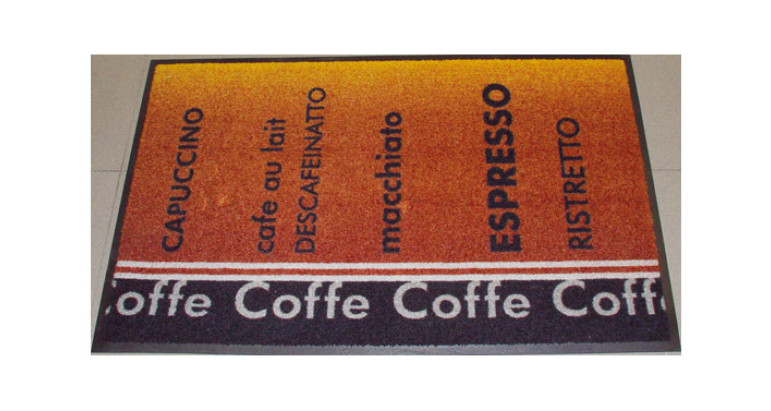 CAPUCCINO
cafe au lait
DESCAFEINATTO
macchiato
ESPRESSO
RISTRETTO
offe Coffe Coffe Coff